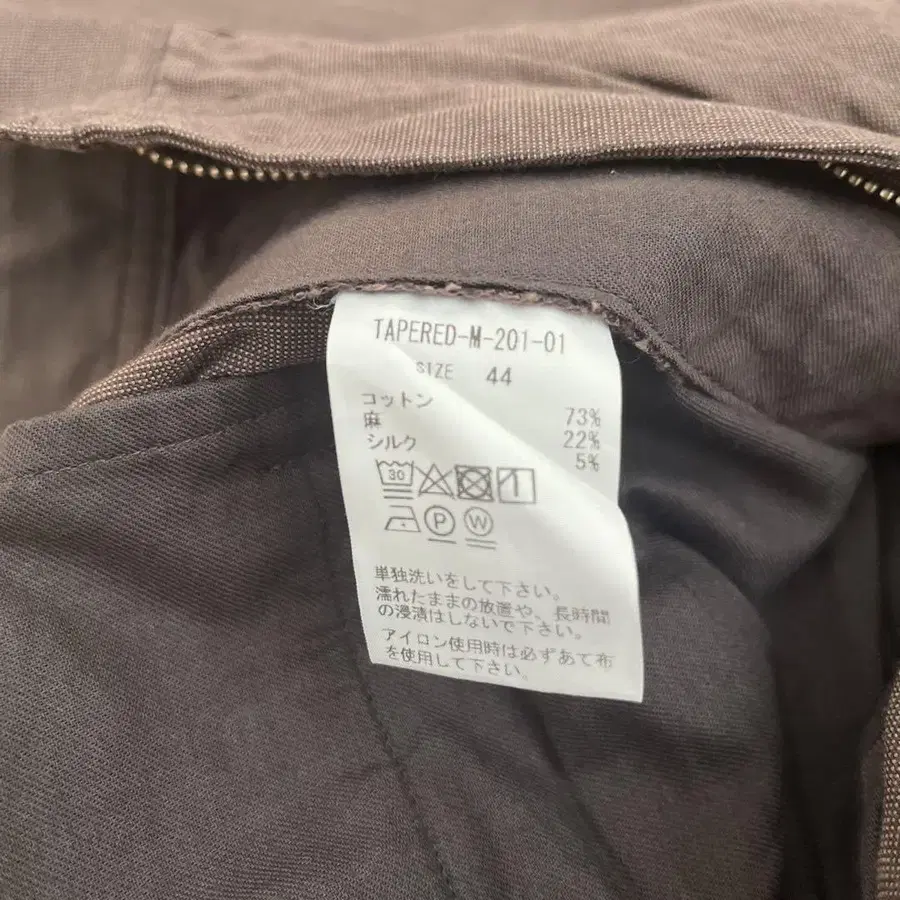 TAPERED-M-201-01
SIZE 44
コットン 73%
麻 22%
シルク 5%
30
P W
単独洗いをして下さい。
濡れたままの放置や、長時間
の浸漬はしないで下さい。
アイロン使用時は必ずあて布
を使用して下さい。